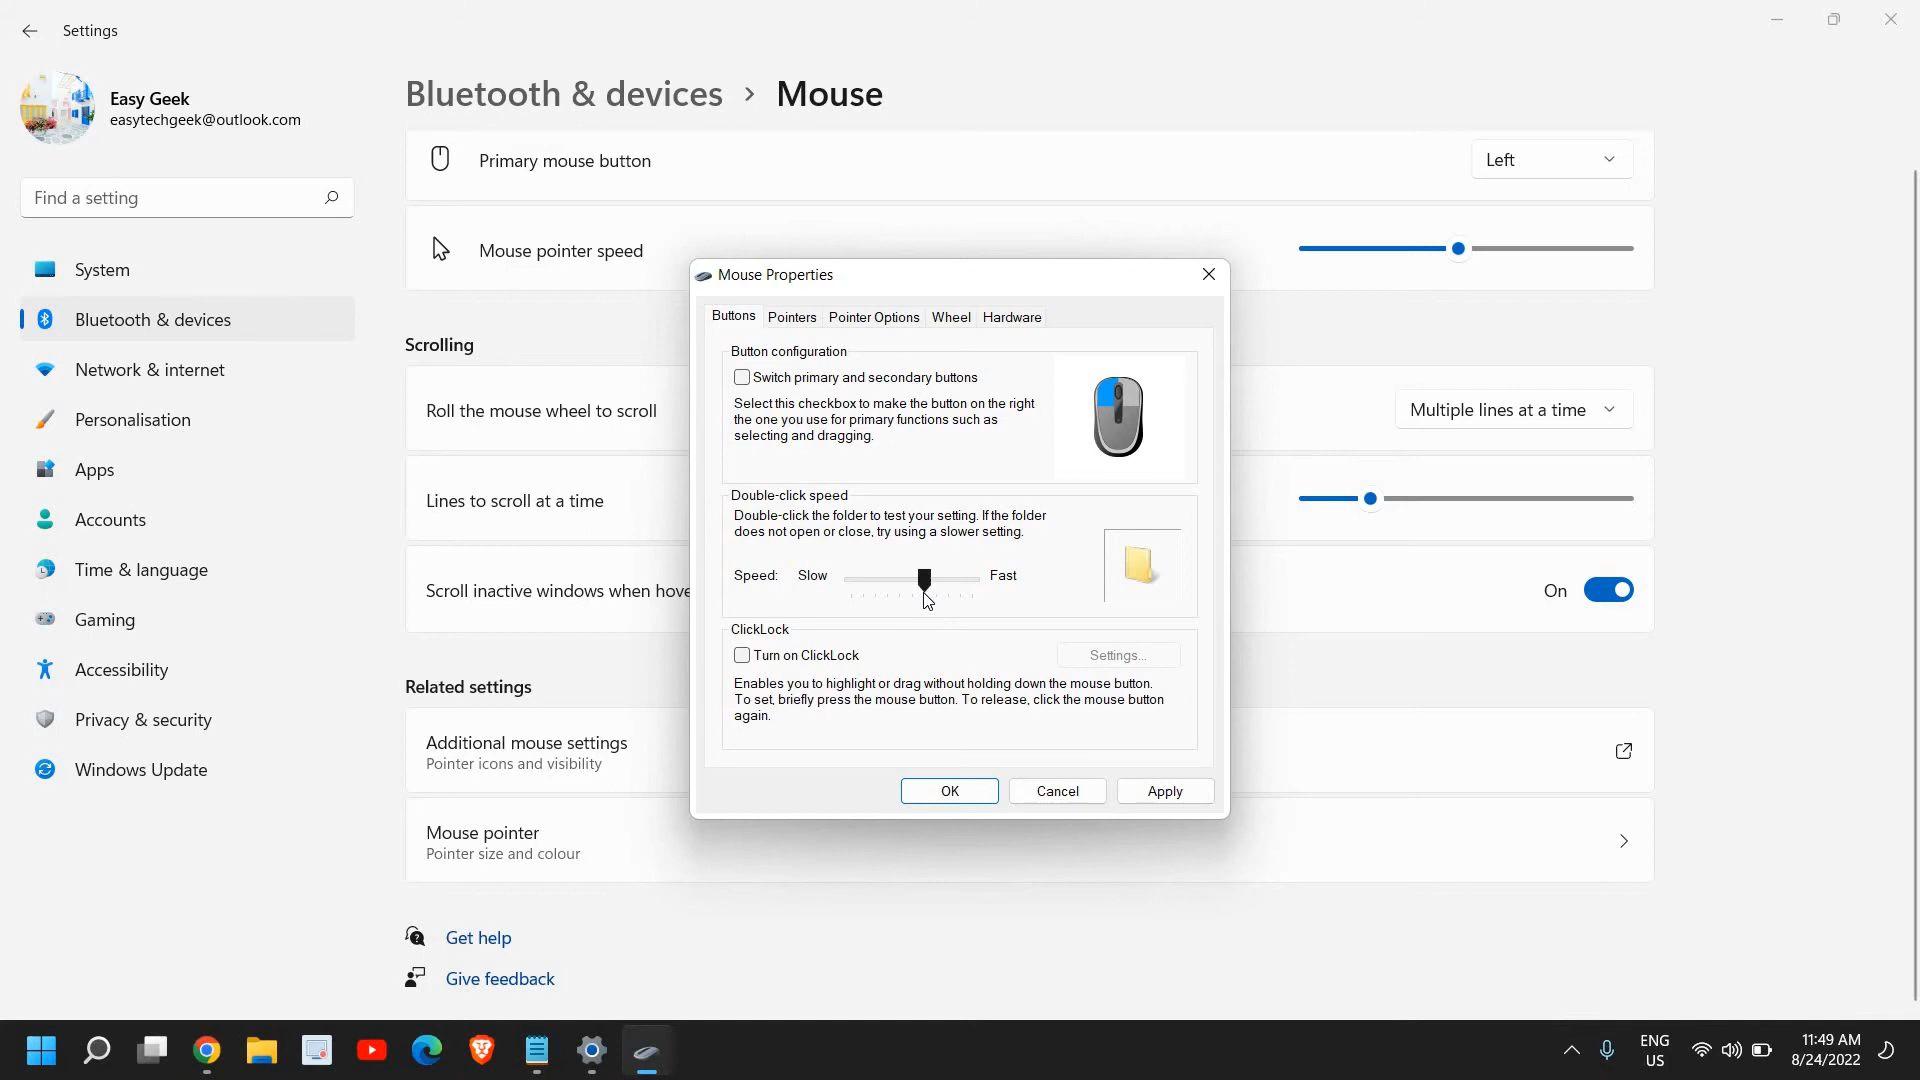 Settings
Easy Geek
easytechgeek@outlook.com
Find a setting
System
Bluetooth & devices
Network & internet
Personalisation
Apps
Accounts
Time & language
Gaming
Accessibility
Privacy & security
Windows Update
Bluetooth & devices > Mouse
Primary mouse button
Left
Mouse pointer speed
Scrolling
Roll the mouse wheel to scroll
Multiple lines at a time
Lines to scroll at a time
Scroll inactive windows when hove
On
Related settings
Additional mouse settings
Pointer icons and visibility
Mouse pointer
Pointer size and colour
Get help
Give feedback
Mouse Properties
Buttons Pointers Pointer Options Wheel Hardware
Button configuration
Switch primary and secondary buttons
Select this checkbox to make the button on the right
the one you use for primary functions such as
selecting and dragging.
Double-click speed
Double-click the folder to test your setting. If the folder
does not open or close, try using a slower setting.
Speed: Slow Fast
ClickLock
Turn on ClickLock
Settings...
Enables you to highlight or drag without holding down the mouse button.
To set, briefly press the mouse button. To release, click the mouse button
again.
OK Cancel Apply
ENG
US
11:49 AM
8/24/2022